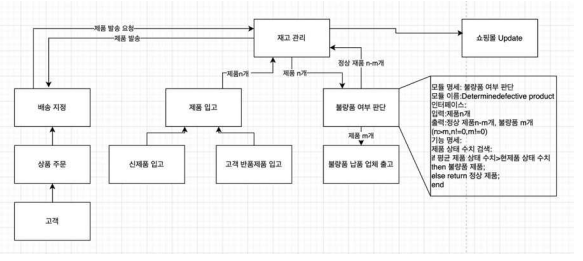 제품 발송 요청
제품 발송
재고 관리
쇼핑몰 Update
제품n개
제품 n개
정상 제품 n-m개
배송 지정
제품 입고
불량품 여부 판단
제품 m개
상품 주문
신제품 입고
고객 반품제품 입고
불량품 납품 업체 출고
고객
모듈 명세: 불량품 여부 판단
모듈 이름:Determinedefective product
인터페이스:
입력:제품n개
출력:정상 제품n-m개, 불량품 m개
(n>m,n!=0,m!=0)
기능 명세:
제품 상태 수치 검색:
if 평균 제품 상태 수치>현제품 상태 수치
then 불량품 제품;
else return 정상 제품;
end